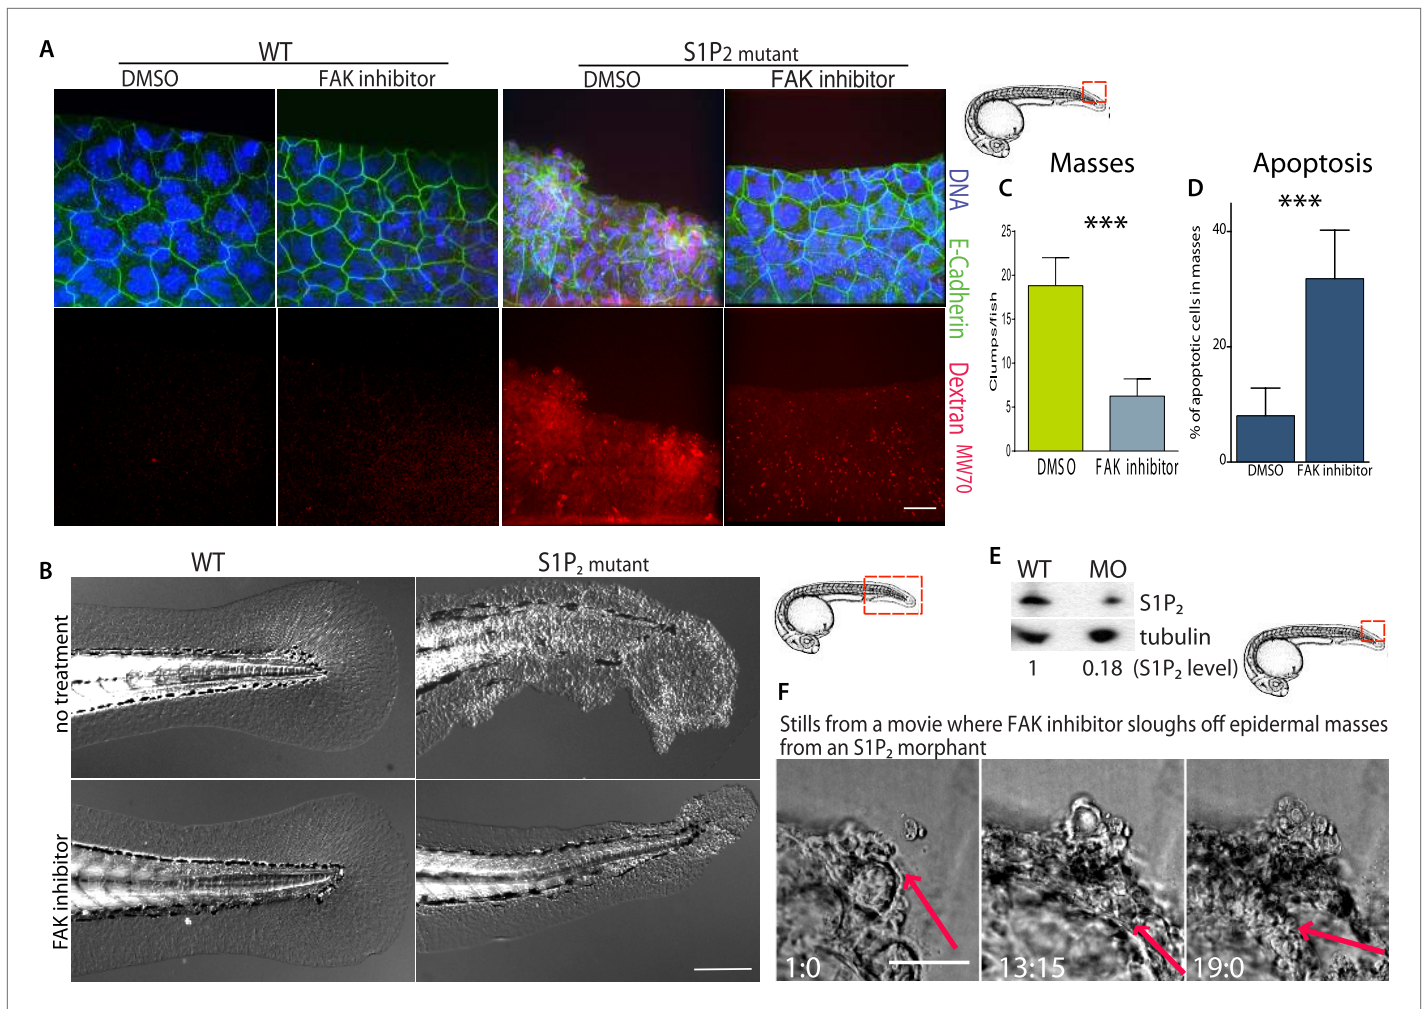 A
WT
S1P2 mutant
DMSO
FAK inhibitor
DMSO
FAK inhibitor
DNA
E-Cadherin
Dextran MW70
Masses
C
***
Clumps/fish
25
20
15
10
5
0
DMSO
FAK inhibitor
Apoptosis
D
***
% of apoptotic cells in masses
40
20
0
DMSO
FAK inhibitor
B
WT
S1P₂ mutant
no treatment
FAK inhibitor
E
WT
MO
S1P₂
tubulin
1
0.18 (S1P₂ level)
F
Stills from a movie where FAK inhibitor sloughs off epidermal masses
from an S1P₂ morphant
1:0
13:15
19:0